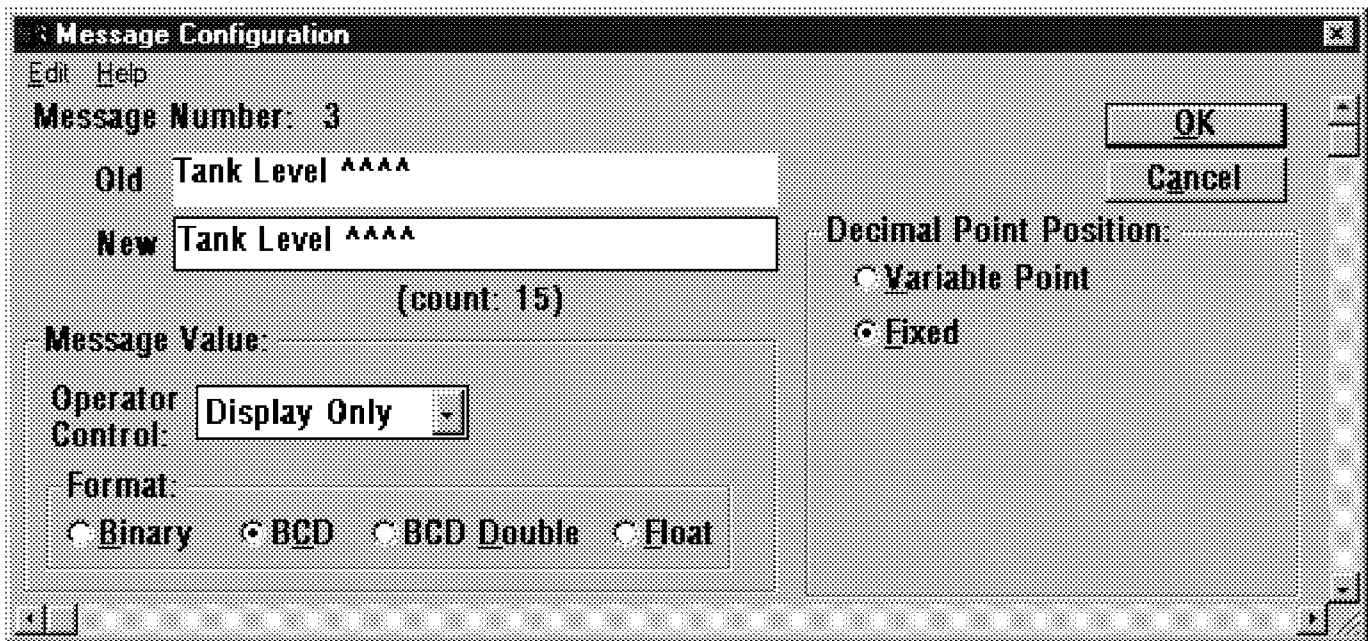 Message Configuration
Edit Help
Message Number: 3
OK
Old Tank Level ^^^^
Cancel
New Tank Level ^^^^
(count: 15)
Decimal Point Position:
Variable Point
Fixed
Message Value:
Operator Control: Display Only
Format:
Binary BCD BCD Double Float